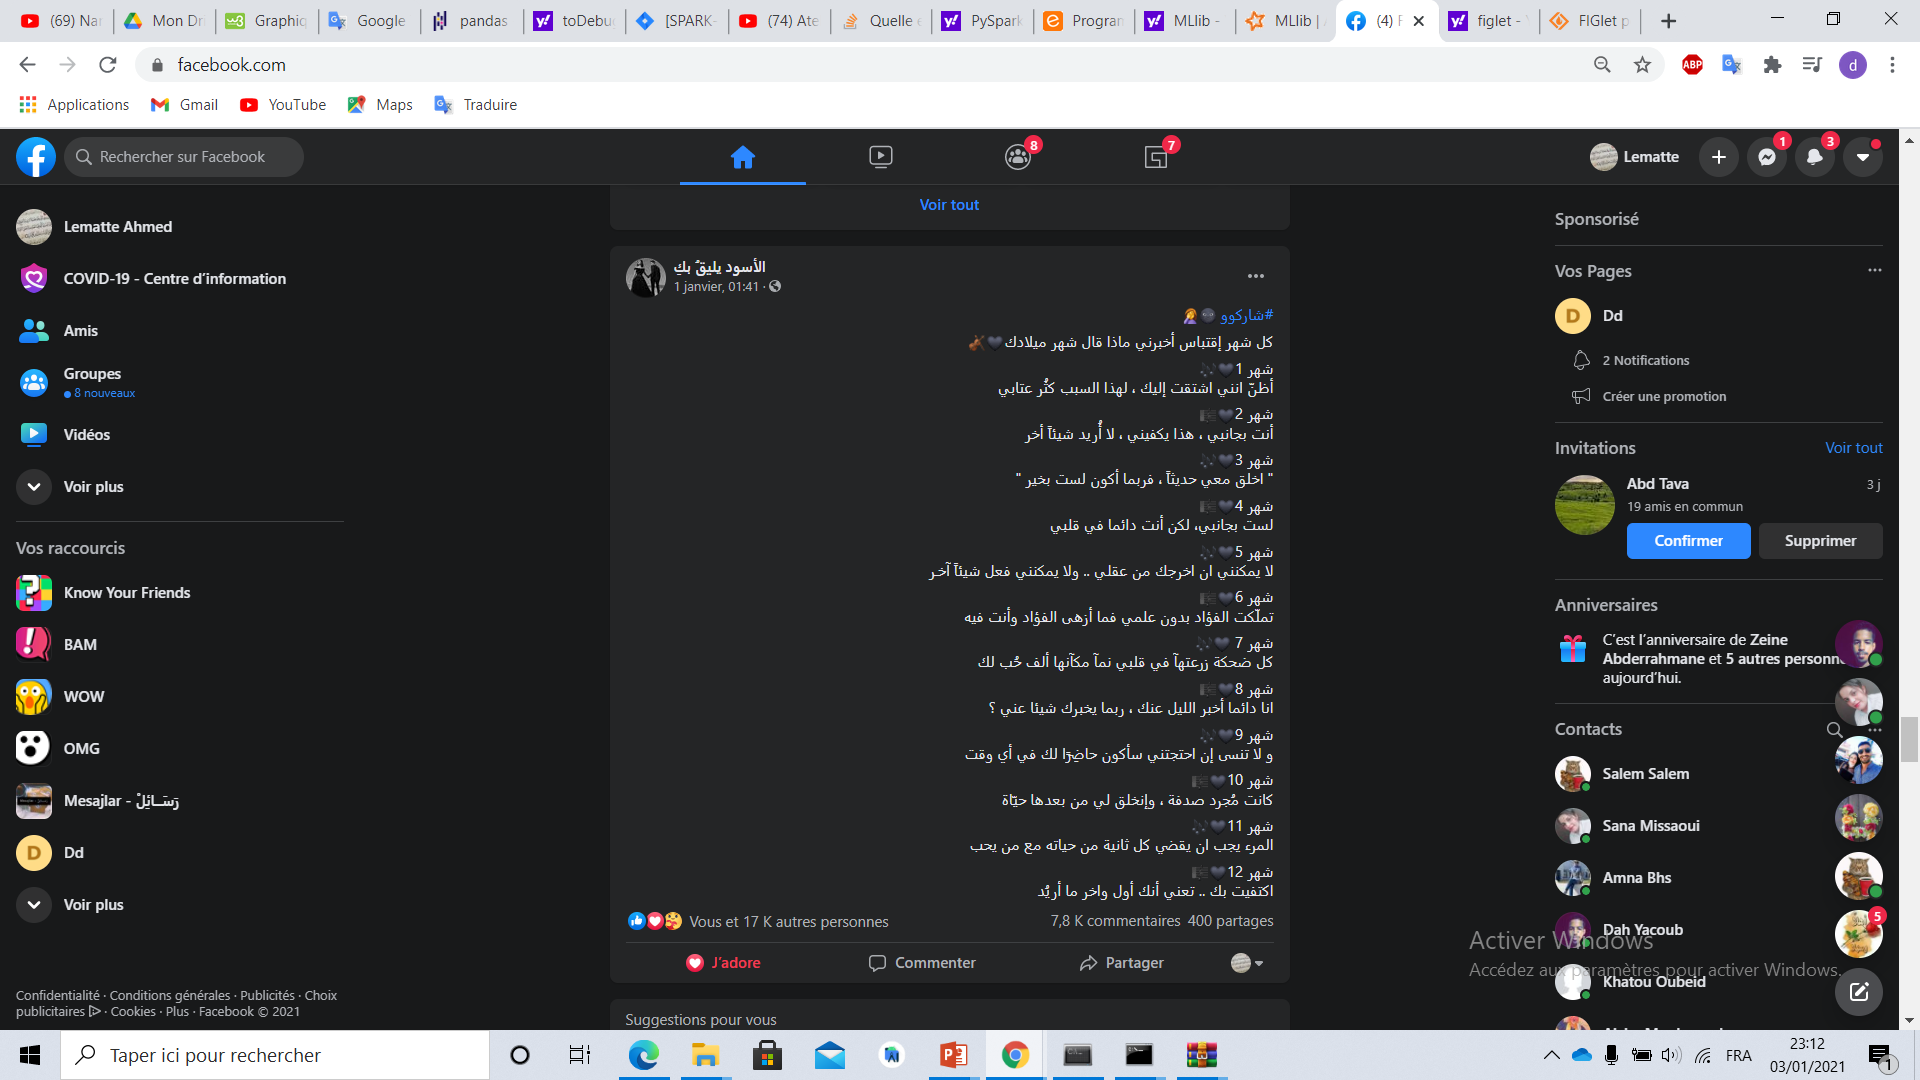 (69) Nar
Mon Dr
Graphiq
Google
pandas
toDebu
[SPARK-
(74) Ate
Quelle e
PySpark
Program
MLlib -
MLlib |
(4) F
figlet -
FIGlet p
facebook.com
ABP
d
Applications
Gmail
YouTube
Maps
Traduire
Rechercher sur Facebook
8
7
Lematte
1
3
Lematte Ahmed
COVID-19 - Centre d'information
Amis
Groupes
8 nouveaux
Vidéos
Voir plus
Vos raccourcis
Know Your Friends
BAM
WOW
OMG
Mesajlar - رَسَــائِلْ
D Dd
Voir plus
Confidentialité · Conditions générales · Publicités · Choix
publicitaires · Cookies · Plus · Facebook © 2021
Voir tout
الأسود يليقُ بكِ
1 janvier, 01:41
#شاركوو
كل شهر إقتباس أخبرني ماذا قال شهر ميلادك
شهر 1
أظنّ انني اشتقت إليك ، لهذا السبب كثُر عتابي
شهر 2
أنت بجانبي ، هذا يكفيني ، لا أُريد شيئاً أخر
شهر 3
" اخلق معي حديثاً ، فربما أكون لست بخير "
شهر 4
لست بجانبي، لكن أنت دائما في قلبي
شهر 5
لا يمكنني ان اخرجك من عقلي .. ولا يمكنني فعل شيئاً آخـر
شهر 6
تملّكت الفؤاد بدون علمي فما أزهى الفؤاد وأنت فيه
شهر 7
كل ضحكة زرعتهآ في قلبي نمآ مكآنها ألف حُب لك
شهر 8
انا دائما أخبر الليل عنك ، ربما يخبرك شيئا عني ؟
شهر 9
و لا تنسى إن احتجتني سأكون حاضِرًا لك في أي وقت
شهر 10
كانت مُجرد صدفة ، وإنخلق لي من بعدها حيّاة
شهر 11
المرء يجب ان يقضي كل ثانية من حياته مع من يحب
شهر 12
اكتفيت بك .. تعني أنك أول واخر ما أريُد
Vous et 17 K autres personnes
7,8 K commentaires 400 partages
J'adore
Commenter
Partager
Suggestions pour vous
Sponsorisé
Vos Pages
D Dd
2 Notifications
Créer une promotion
Invitations
Voir tout
Abd Tava
3 j
19 amis en commun
Confirmer
Supprimer
Anniversaires
C'est l'anniversaire de Zeine
Abderrahmane et 5 autres personn
aujourd'hui.
Contacts
Salem Salem
Sana Missaoui
Amna Bhs
Dah Yacoub
5
Khatou Oubeid
Activer Windows
Accédez aux paramètres pour activer Windows.
Taper ici pour rechercher
FRA
23:12
03/01/2021
1